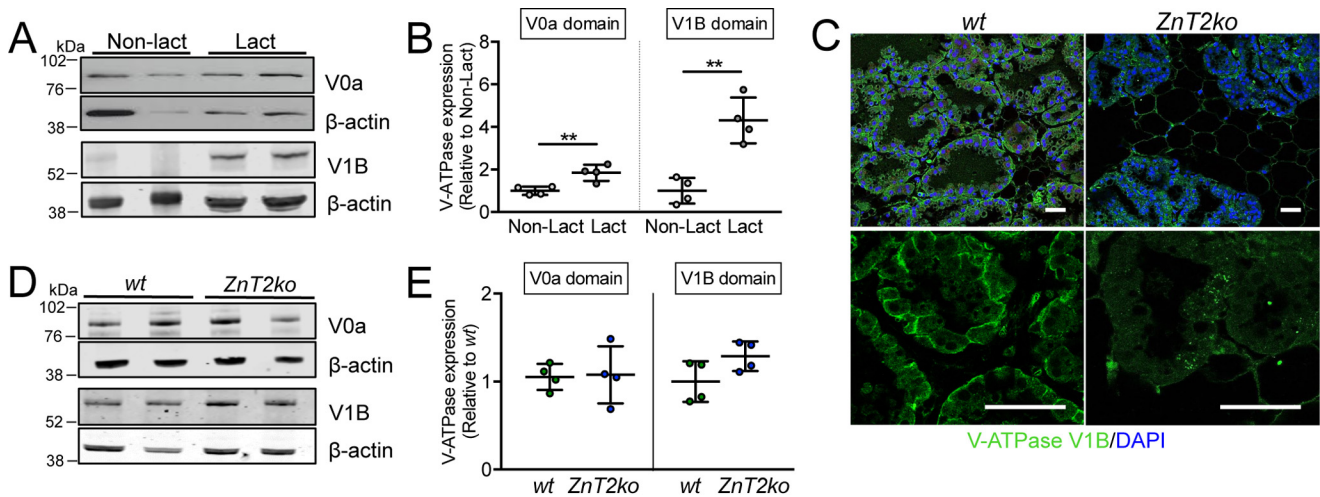 A
kDa
Non-lact
Lact
102
76
38
V0a
β-actin
52
38
V1B
β-actin
B
V0a domain
V1B domain
V-ATPase expression
(Relative to Non-Lact)
8
6
4
2
0
**
**
Non-Lact Lact
Non-Lact Lact
C
wt
ZnT2ko
V-ATPase V1B/DAPI
D
kDa
wt
ZnT2ko
102
76
38
V0a
β-actin
52
38
V1B
β-actin
E
V0a domain
V1B domain
V-ATPase expression
(Relative to wt)
2
1
0
wt ZnT2ko
wt ZnT2ko